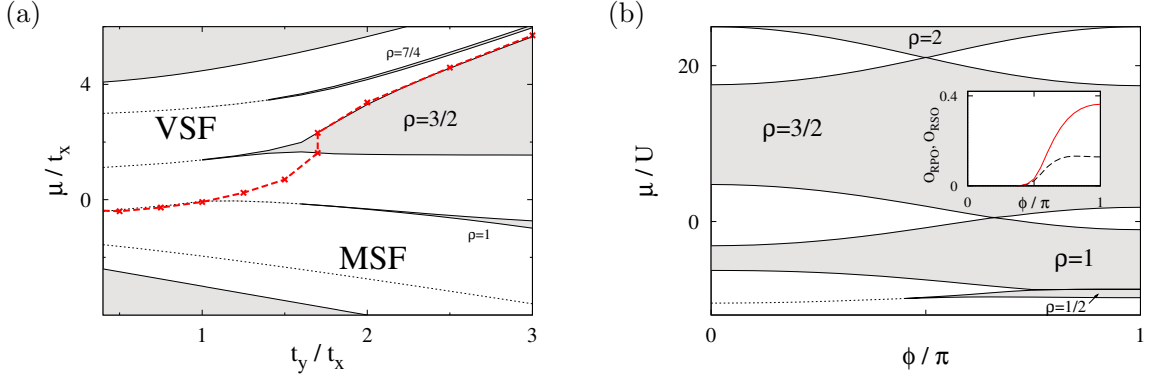 (a)
ρ=7/4
4
VSF
ρ=3/2
μ / t_x
0
ρ=1
MSF
1
2
3
t_y / t_x
(b)
ρ=2
20
ρ=3/2
0.4
O_RPO, O_RSO
0
0
ϕ / π
1
μ / U
0
ρ=1
ρ=1/2
0
1
ϕ / π